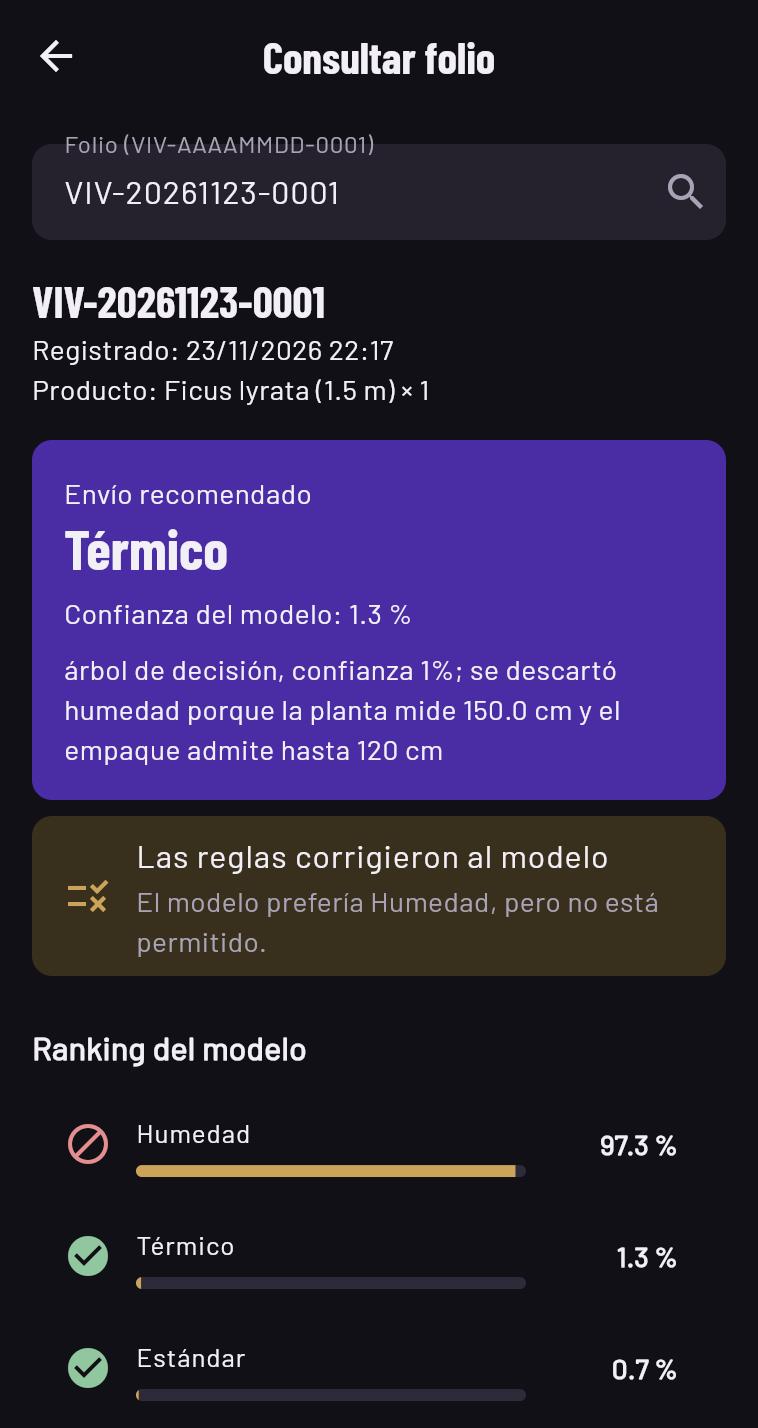 Consultar folio
Folio (VIV-AAAAMMDD-0001)
VIV-20261123-0001
VIV-20261123-0001
Registrado: 23/11/2026 22:17
Producto: Ficus lyrata (1.5 m) × 1
Envío recomendado
Térmico
Confianza del modelo: 1.3 %
árbol de decisión, confianza 1%; se descartó
humedad porque la planta mide 150.0 cm y el
empaque admite hasta 120 cm
Las reglas corrigieron al modelo
El modelo prefería Humedad, pero no está
permitido.
Ranking del modelo
Humedad 97.3 %
Térmico 1.3 %
Estándar 0.7 %